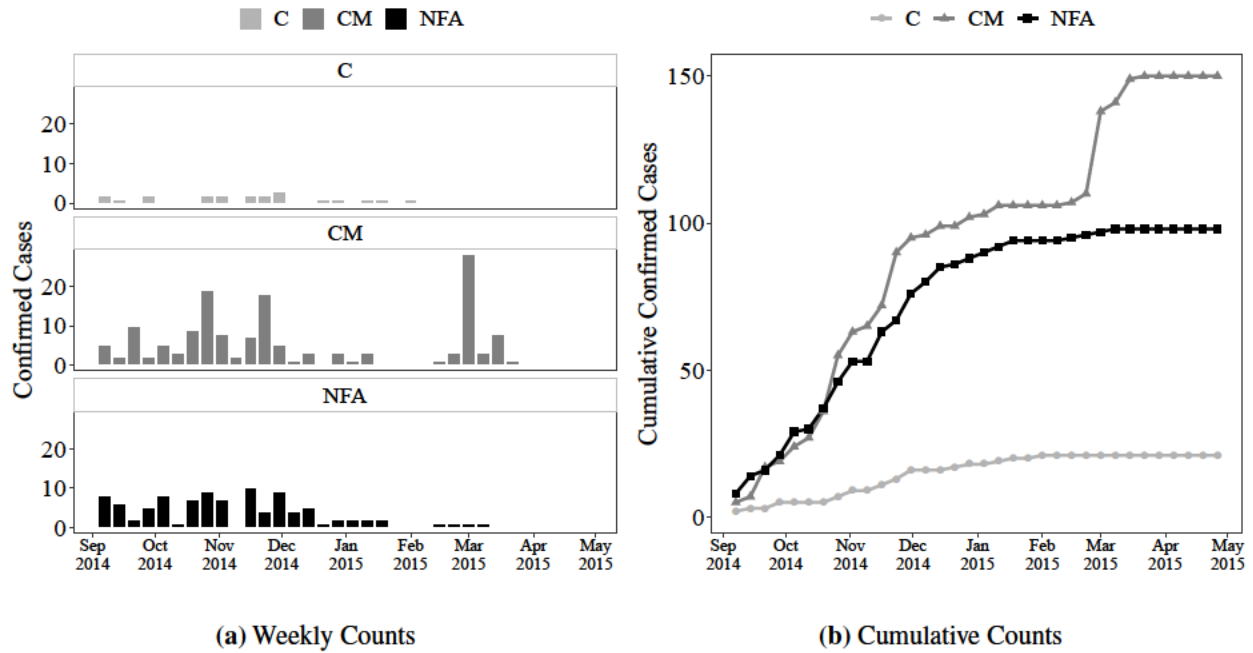 C CM NFA
C
20
10
0
CM
20
10
0
NFA
20
10
0
Confirmed Cases
Sep Oct Nov Dec Jan Feb Mar Apr May
2014 2014 2014 2014 2015 2015 2015 2015 2015
(a) Weekly Counts
C CM NFA
150
100
50
0
Cumulative Confirmed Cases
Sep Oct Nov Dec Jan Feb Mar Apr May
2014 2014 2014 2014 2015 2015 2015 2015 2015
(b) Cumulative Counts